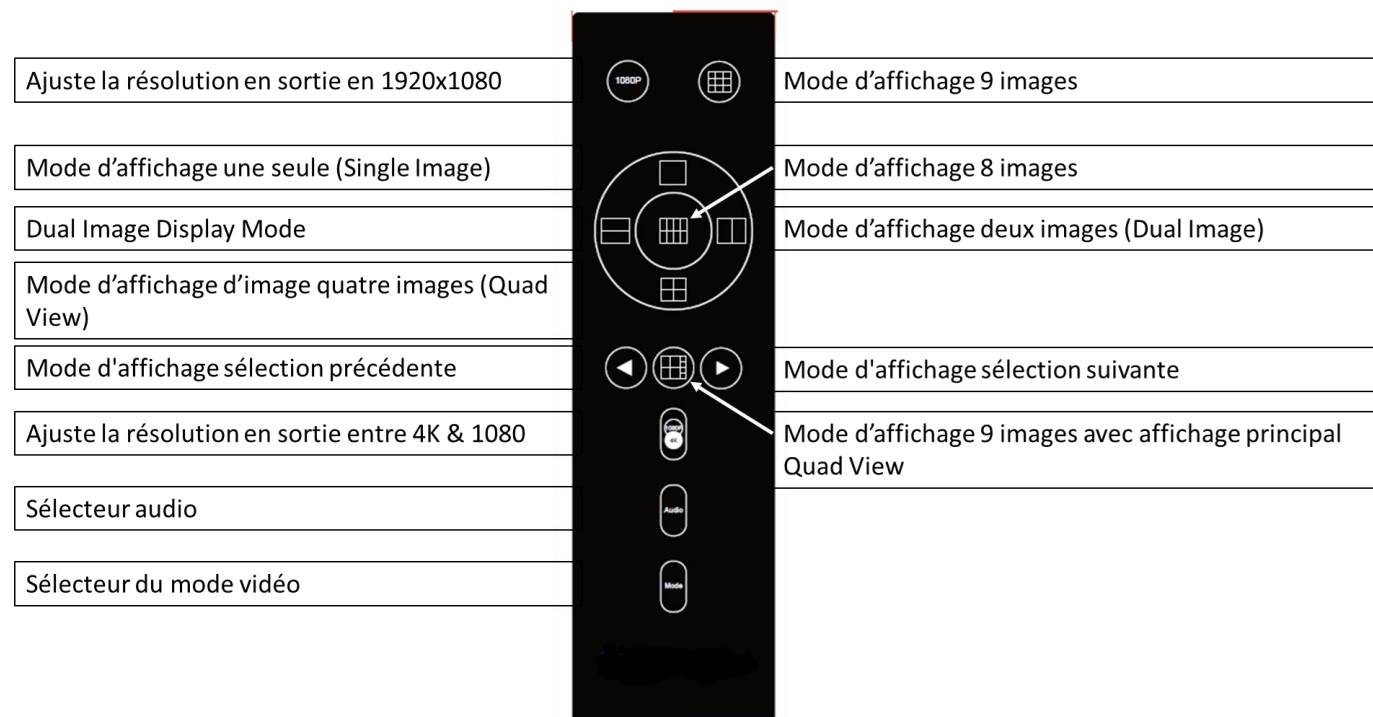 Ajuste la résolution en sortie en 1920x1080
1080P
Mode d’affichage 9 images
Mode d’affichage une seule (Single Image)
Mode d’affichage 8 images
Dual Image Display Mode
Mode d’affichage deux images (Dual Image)
Mode d’affichage d’image quatre images (Quad
View)
Mode d'affichage sélection précédente
Mode d'affichage sélection suivante
Ajuste la résolution en sortie entre 4K & 1080
1080P
4K
Mode d’affichage 9 images avec affichage principal
Quad View
Sélecteur audio
Audio
Sélecteur du mode vidéo
Mode